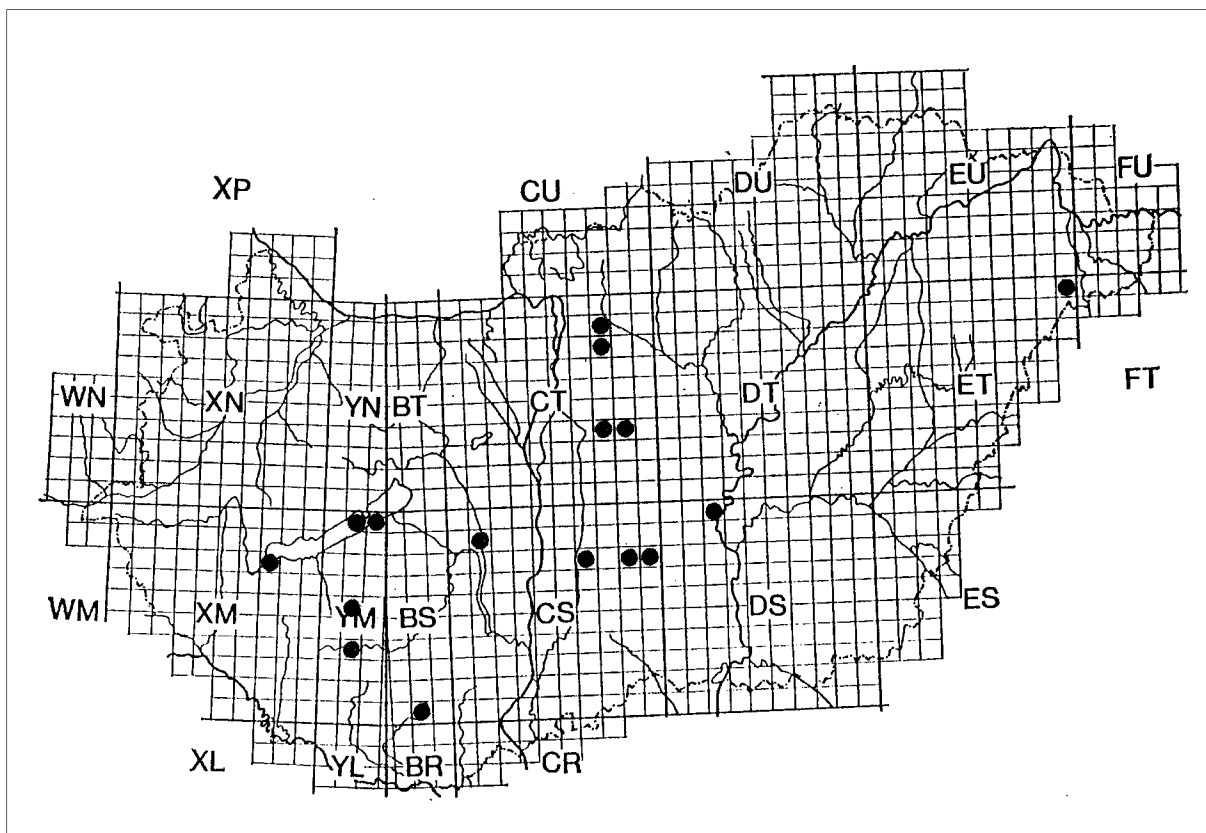 XP CU DU EU FU
WN XN YN BT CT DT ET FT
WM XM YM BS CS DS ES
XL YL BR CR